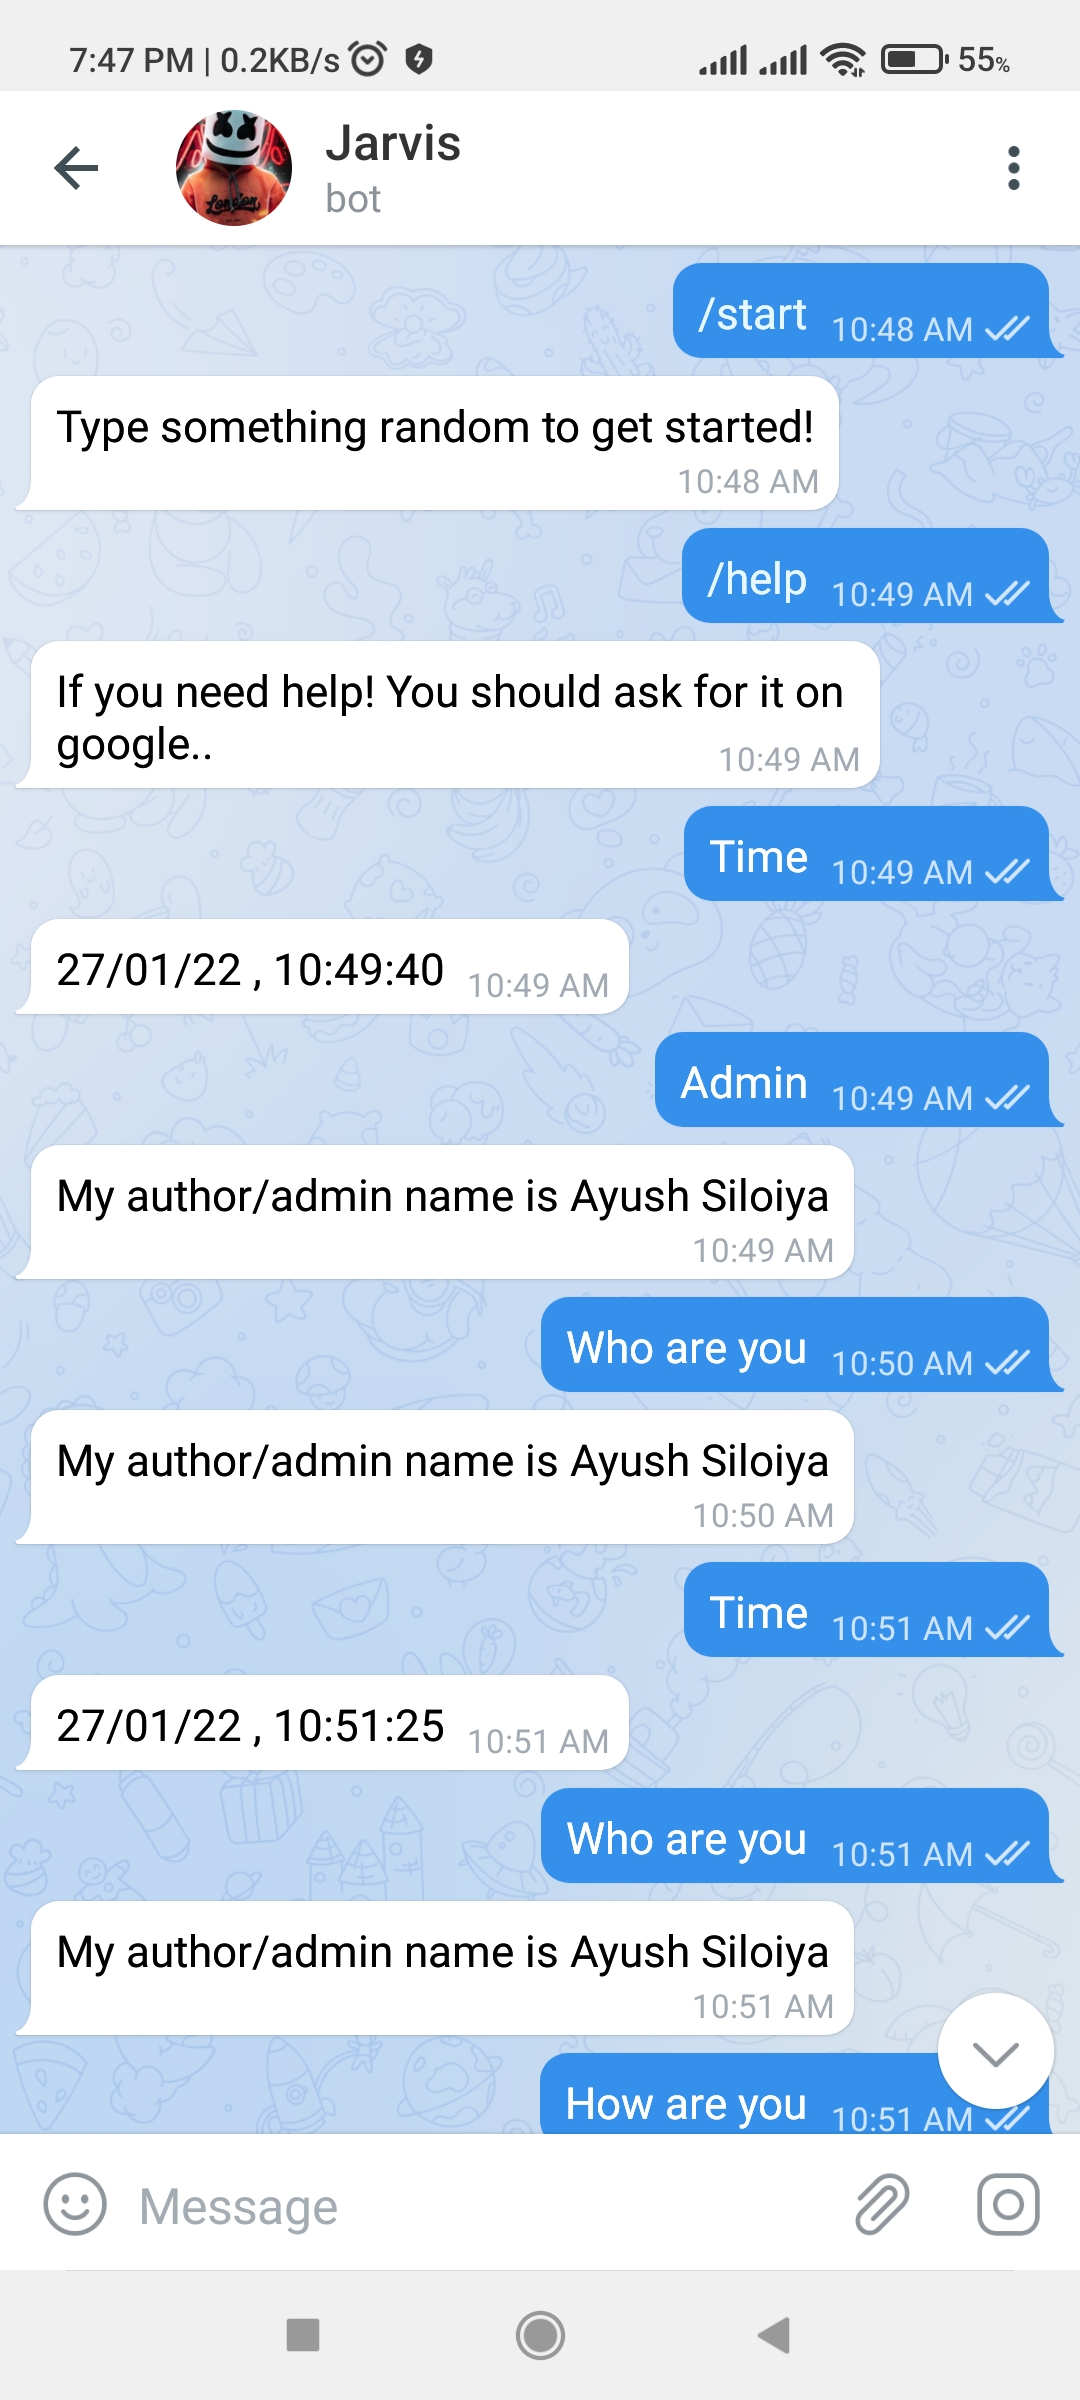 7:47 PM | 0.2KB/s 55%
Jarvis
bot
/start 10:48 AM
Type something random to get started!
10:48 AM
/help 10:49 AM
If you need help! You should ask for it on
google.. 10:49 AM
Time 10:49 AM
27/01/22 , 10:49:40 10:49 AM
Admin 10:49 AM
My author/admin name is Ayush Siloiya
10:49 AM
Who are you 10:50 AM
My author/admin name is Ayush Siloiya
10:50 AM
Time 10:51 AM
27/01/22 , 10:51:25 10:51 AM
Who are you 10:51 AM
My author/admin name is Ayush Siloiya
10:51 AM
How are you 10:51 AM
Message